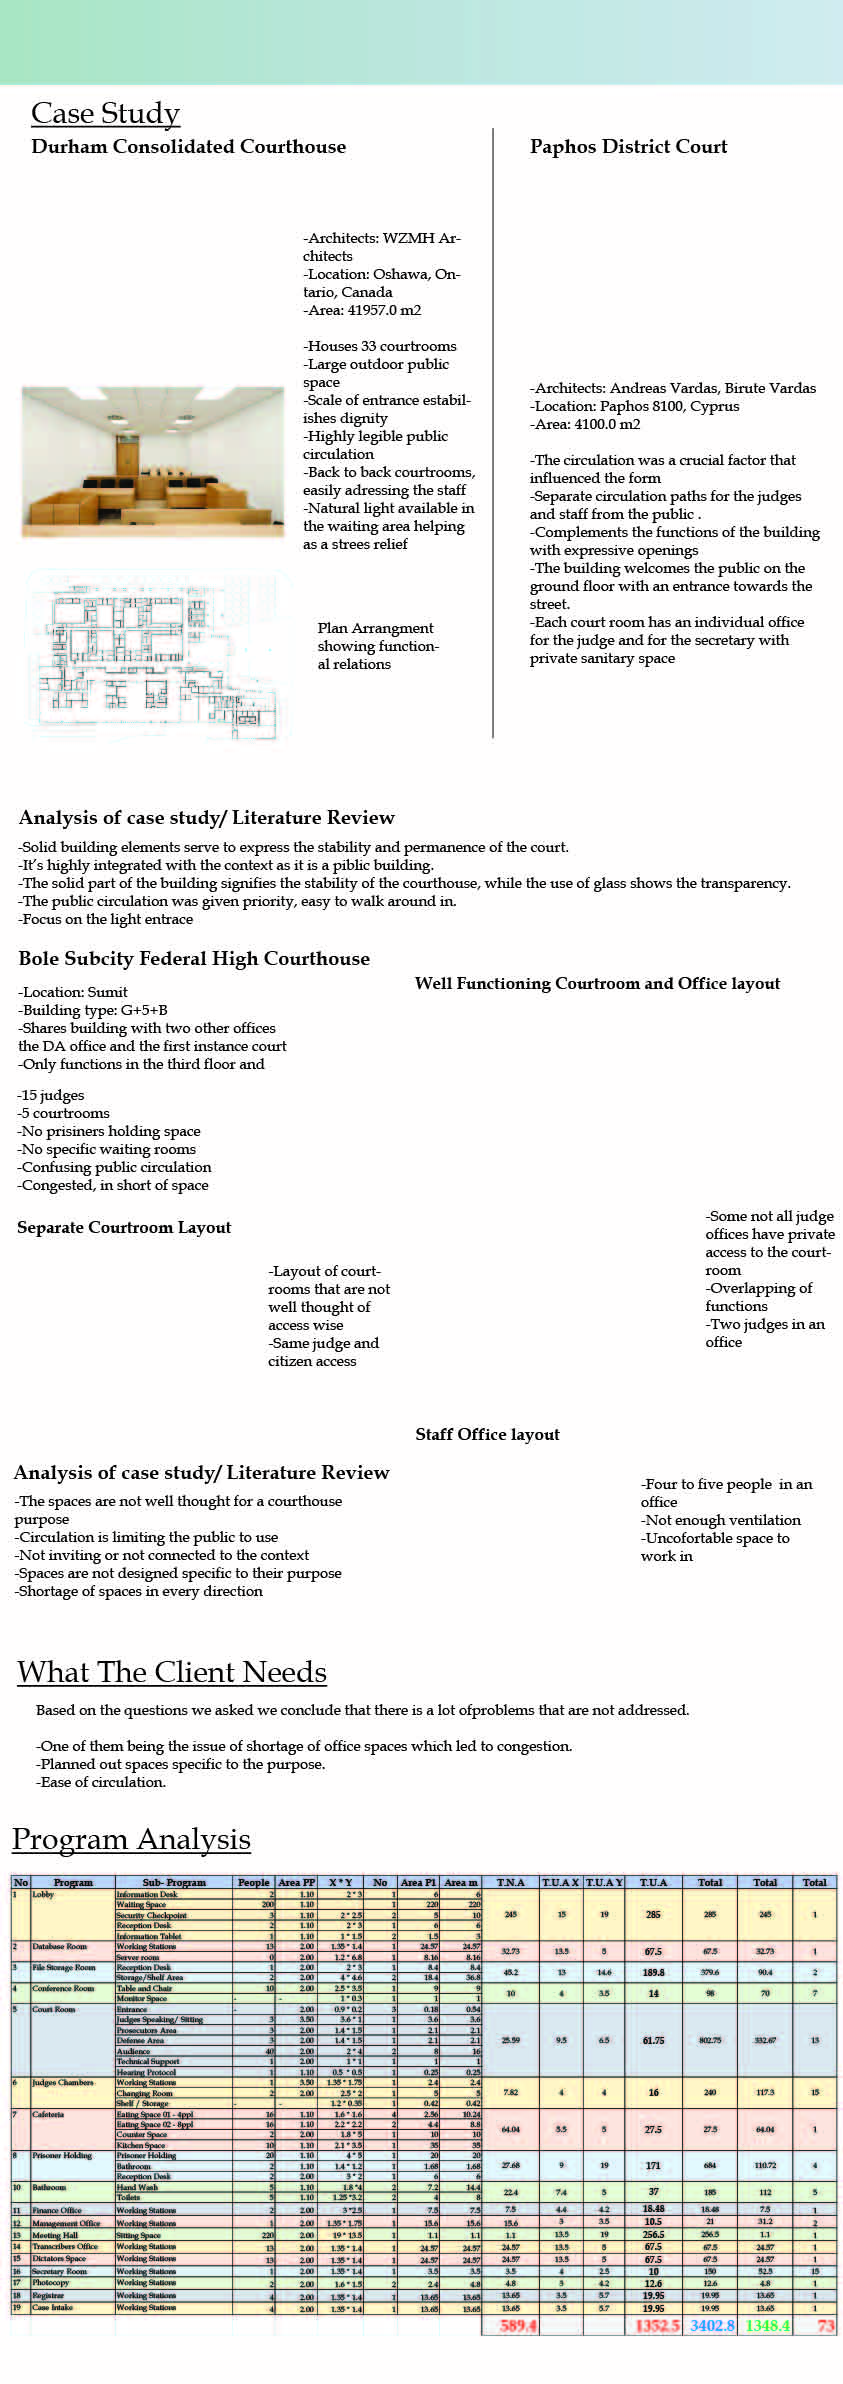 Case Study
Durham Consolidated Courthouse
-Architects: WZMH Ar-
chitects
-Location: Oshawa, On-
tario, Canada
-Area: 41957.0 m2
-Houses 33 courtrooms
-Large outdoor public
space
-Scale of entrance establ-
ishes dignity
-Highly legible public
circulation
-Back to back courtrooms,
easily adressing the staff
-Natural light available in
the waiting area helping
as a strees relief
Plan Arrangment
showing function-
al relations
Paphos District Court
-Architects: Andreas Vardas, Birute Vardas
-Location: Paphos 8100, Cyprus
-Area: 4100.0 m2
-The circulation was a crucial factor that
influenced the form
-Separate circulation paths for the judges
and staff from the public .
-Complements the functions of the building
with expressive openings
-The building welcomes the public on the
ground floor with an entrance towards the
street.
-Each court room has an individual office
for the judge and for the secretary with
private sanitary space
Analysis of case study/ Literature Review
-Solid building elements serve to express the stability and permanence of the court.
-It's highly integrated with the context as it is a piblic building.
-The solid part of the building signifies the stability of the courthouse, while the use of glass shows the transparency.
-The public circulation was given priority, easy to walk around in.
-Focus on the light entrace
Bole Subcity Federal High Courthouse
-Location: Sumit
-Building type: G+5+B
-Shares building with two other offices
the DA office and the first instance court
-Only functions in the third floor and
-15 judges
-5 courtrooms
-No prisiners holding space
-No specific waiting rooms
-Confusing public circulation
-Congested, in short of space
Well Functioning Courtroom and Office layout
-Some not all judge
offices have private
access to the court-
room
-Overlapping of
functions
-Two judges in an
office
Separate Courtroom Layout
-Layout of court-
rooms that are not
well thought of
access wise
-Same judge and
citizen access
Staff Office layout
-Four to five people in an
office
-Not enough ventilation
-Uncofortable space to
work in
Analysis of case study/ Literature Review
-The spaces are not well thought for a courthouse
purpose
-Circulation is limiting the public to use
-Not inviting or not connected to the context
-Spaces are not designed specific to their purpose
-Shortage of spaces in every direction
What The Client Needs
Based on the questions we asked we conclude that there is a lot ofproblems that are not addressed.
-One of them being the issue of shortage of office spaces which led to congestion.
-Planned out spaces specific to the purpose.
-Ease of circulation.
Program Analysis
No Program Sub- Program People Area PP X * Y No Area P1 Area m T.N.A T.U.A X T.U.A Y T.U.A Total Total Total
1 Lobby Information Desk 2 1.10 2 * 3 1 6 6 245 15 19 285 285 245 1
Waiting Space 200 1.10 1 220 220
Security Checkpoint 3 1.10 2 * 2.5 2 5 10
Reception Desk 2 1.10 2 * 3 1 6 6
Information Tablet 1 1.10 1 * 1.5 2 1.5 3
2 Database Room Working Stations 13 2.00 1.35 * 1.4 1 24.57 24.57 32.73 13.5 5 67.5 67.5 32.73 1
Server room 0 2.00 1.2 * 6.8 1 8.16 8.16
3 File Storage Room Reception Desk 1 2.00 2 * 3 1 8.4 8.4 45.2 13 14.6 189.8 379.6 90.4 2
Storage/Shelf Area 2 2.00 4 * 4.6 2 18.4 36.8
4 Conference Room Table and Chair 10 2.00 2.5 * 3.5 1 9 9 10 4 3.5 14 98 70 7
Monitor Space - - 1 * 0.3 1 1 1
5 Court Room Entrance - 2.00 0.9 * 0.2 3 0.18 0.54 25.59 9.5 6.5 61.75 802.75 332.67 13
Judges Speaking/ Sitting 3 3.50 3.6 * 1 1 3.6 3.6
Prosecutors Area 3 2.00 1.4 * 1.5 1 2.1 2.1
Defense Area 3 2.00 1.4 * 1.5 1 2.1 2.1
Audience 40 2.00 2 * 4 2 8 16
Technical Support 1 2.00 1 * 1 1 1 1
Hearing Protocol 1 1.10 0.5 * 0.5 1 0.25 0.25
6 Judges Chambers Working Stations 1 3.50 1.35 * 1.75 1 2.4 2.4 7.82 4 4 16 240 117.3 15
Changing Room 2 2.00 2.5 * 2 1 5 5
Shelf / Storage - - 1.2 * 0.35 1 0.42 0.42
7 Cafeteria Eating Space 01 - 4ppl 16 1.10 1.6 * 1.6 4 2.56 10.24 64.04 5.5 5 27.5 27.5 64.04 1
Eating Space 02 - 8ppl 16 1.10 2.2 * 2.2 2 4.4 8.8
Counter Space 2 2.00 1.8 * 5 1 10 10
Kitchen Space 10 1.10 2.1 * 3.5 1 35 35
8 Prisoner Holding Prisoner Holding 20 1.10 4 * 5 1 20 20 27.68 9 19 171 684 110.72 4
Bathroom 2 1.10 1.4 * 1.2 1 1.68 1.68
Reception Desk 2 2.00 3 * 2 1 6 6
10 Bathroom Hand Wash 5 1.10 1.8 *4 2 7.2 14.4 22.4 7.4 5 37 185 112 5
Toilets 5 1.10 1.25 *3.2 2 4 8
11 Finance Office Working Stations 2 2.00 3 *2.5 1 7.5 7.5 7.5 4.4 4.2 18.48 18.48 7.5 1
12 Management Office Working Stations 1 2.00 1.35 * 1.75 1 15.6 15.6 15.6 3 3.5 10.5 21 31.2 2
13 Meeting Hall Sitting Space 220 2.00 19 * 13.5 1 1.1 1.1 1.1 13.5 19 256.5 256.5 1.1 1
14 Transcribers Office Working Stations 13 2.00 1.35 * 1.4 1 24.57 24.57 24.57 13.5 5 67.5 67.5 24.57 1
15 Dictators Space Working Stations 13 2.00 1.35 * 1.4 1 24.57 24.57 24.57 13.5 5 67.5 67.5 24.57 1
16 Secretary Room Working Stations 1 2.00 1.35 * 1.4 1 3.5 3.5 3.5 4 2.5 10 150 52.5 15
17 Photocopy Working Stations 2 2.00 1.6 * 1.5 2 2.4 4.8 4.8 3 4.2 12.6 12.6 4.8 1
18 Registrar Working Stations 4 2.00 1.35 * 1.4 1 13.65 13.65 13.65 3.5 5.7 19.95 19.95 13.65 1
19 Case Intake Working Stations 4 2.00 1.35 * 1.4 1 13.65 13.65 13.65 3.5 5.7 19.95 19.95 13.65 1
589.4 1352.5 3402.8 1348.4 73